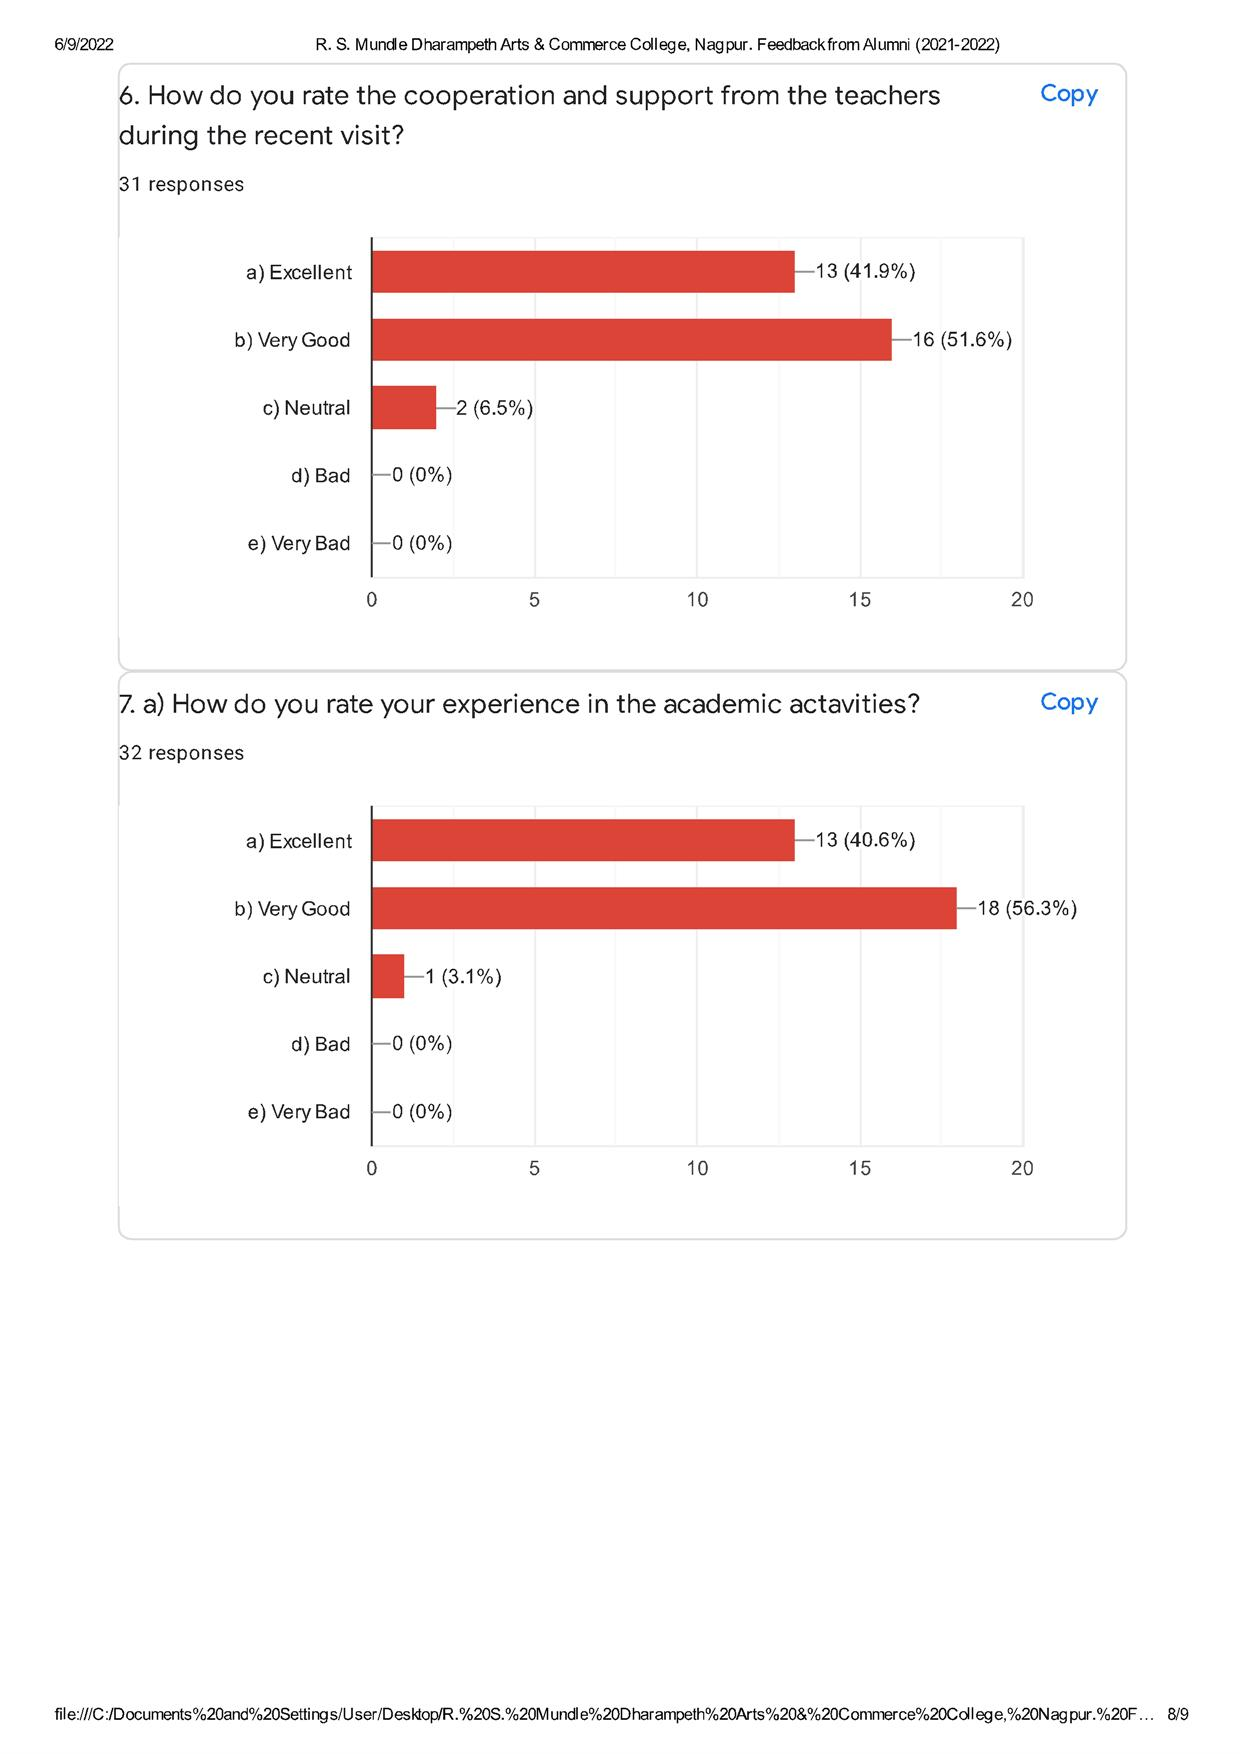 6/9/2022 R. S. Mundle Dharampeth Arts & Commerce College, Nagpur. Feedback from Alumni (2021-2022)
6. How do you rate the cooperation and support from the teachers Copy
during the recent visit?
31 responses
a) Excellent 13 (41.9%)
b) Very Good 16 (51.6%)
c) Neutral 2 (6.5%)
d) Bad 0 (0%)
e) Very Bad 0 (0%)
0 5 10 15 20
7. a) How do you rate your experience in the academic actavities? Copy
32 responses
a) Excellent 13 (40.6%)
b) Very Good 18 (56.3%)
c) Neutral 1 (3.1%)
d) Bad 0 (0%)
e) Very Bad 0 (0%)
0 5 10 15 20
file:///C:/Documents%20and%20Settings/User/Desktop/R.%20S.%20Mundle%20Dharampeth%20Arts%20&%20Commerce%20College,%20Nagpur.%20F… 8/9